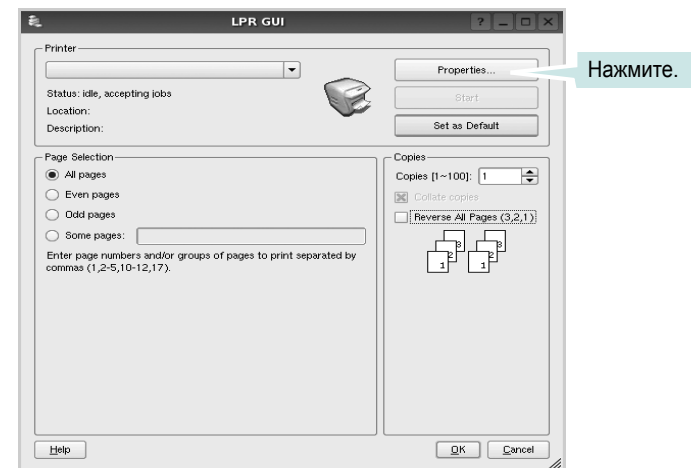 LPR GUI
Printer
Properties...
Нажмите.
Status: idle, accepting jobs
Start
Location:
Description:
Set as Default
Page Selection
All pages
Even pages
Odd pages
Some pages:
Enter page numbers and/or groups of pages to print separated by
commas (1,2-5,10-12,17).
Copies
Copies [1~100]: 1
Collate copies
Reverse All Pages (3,2,1)
3 3
2 2
1 1
Help
OK
Cancel